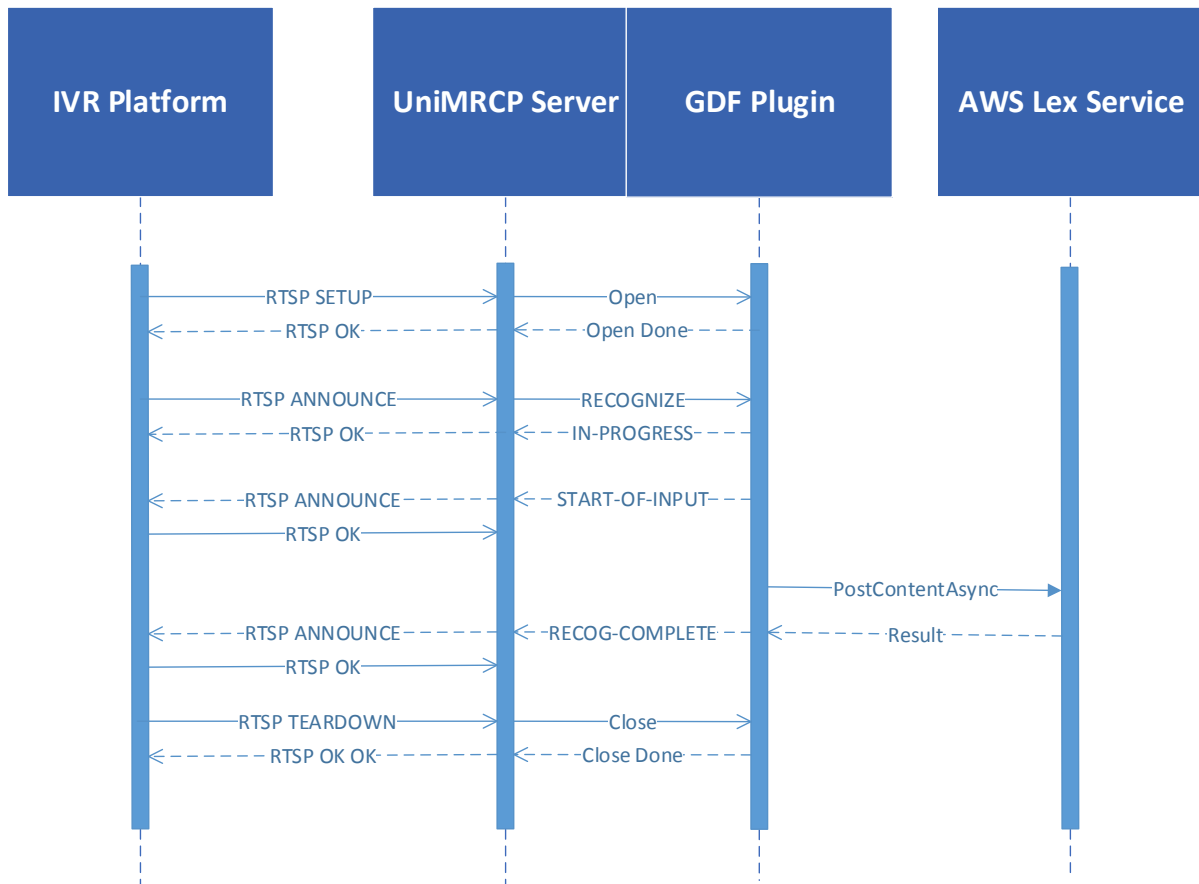 IVR Platform
UniMRCP Server
GDF Plugin
AWS Lex Service
RTSP SETUP
Open
RTSP OK
Open Done
RTSP ANNOUNCE
RECOGNIZE
RTSP OK
IN-PROGRESS
RTSP ANNOUNCE
START-OF-INPUT
RTSP OK
PostContentAsync
RTSP ANNOUNCE
RECOG-COMPLETE
Result
RTSP OK
RTSP TEARDOWN
Close
RTSP OK OK
Close Done